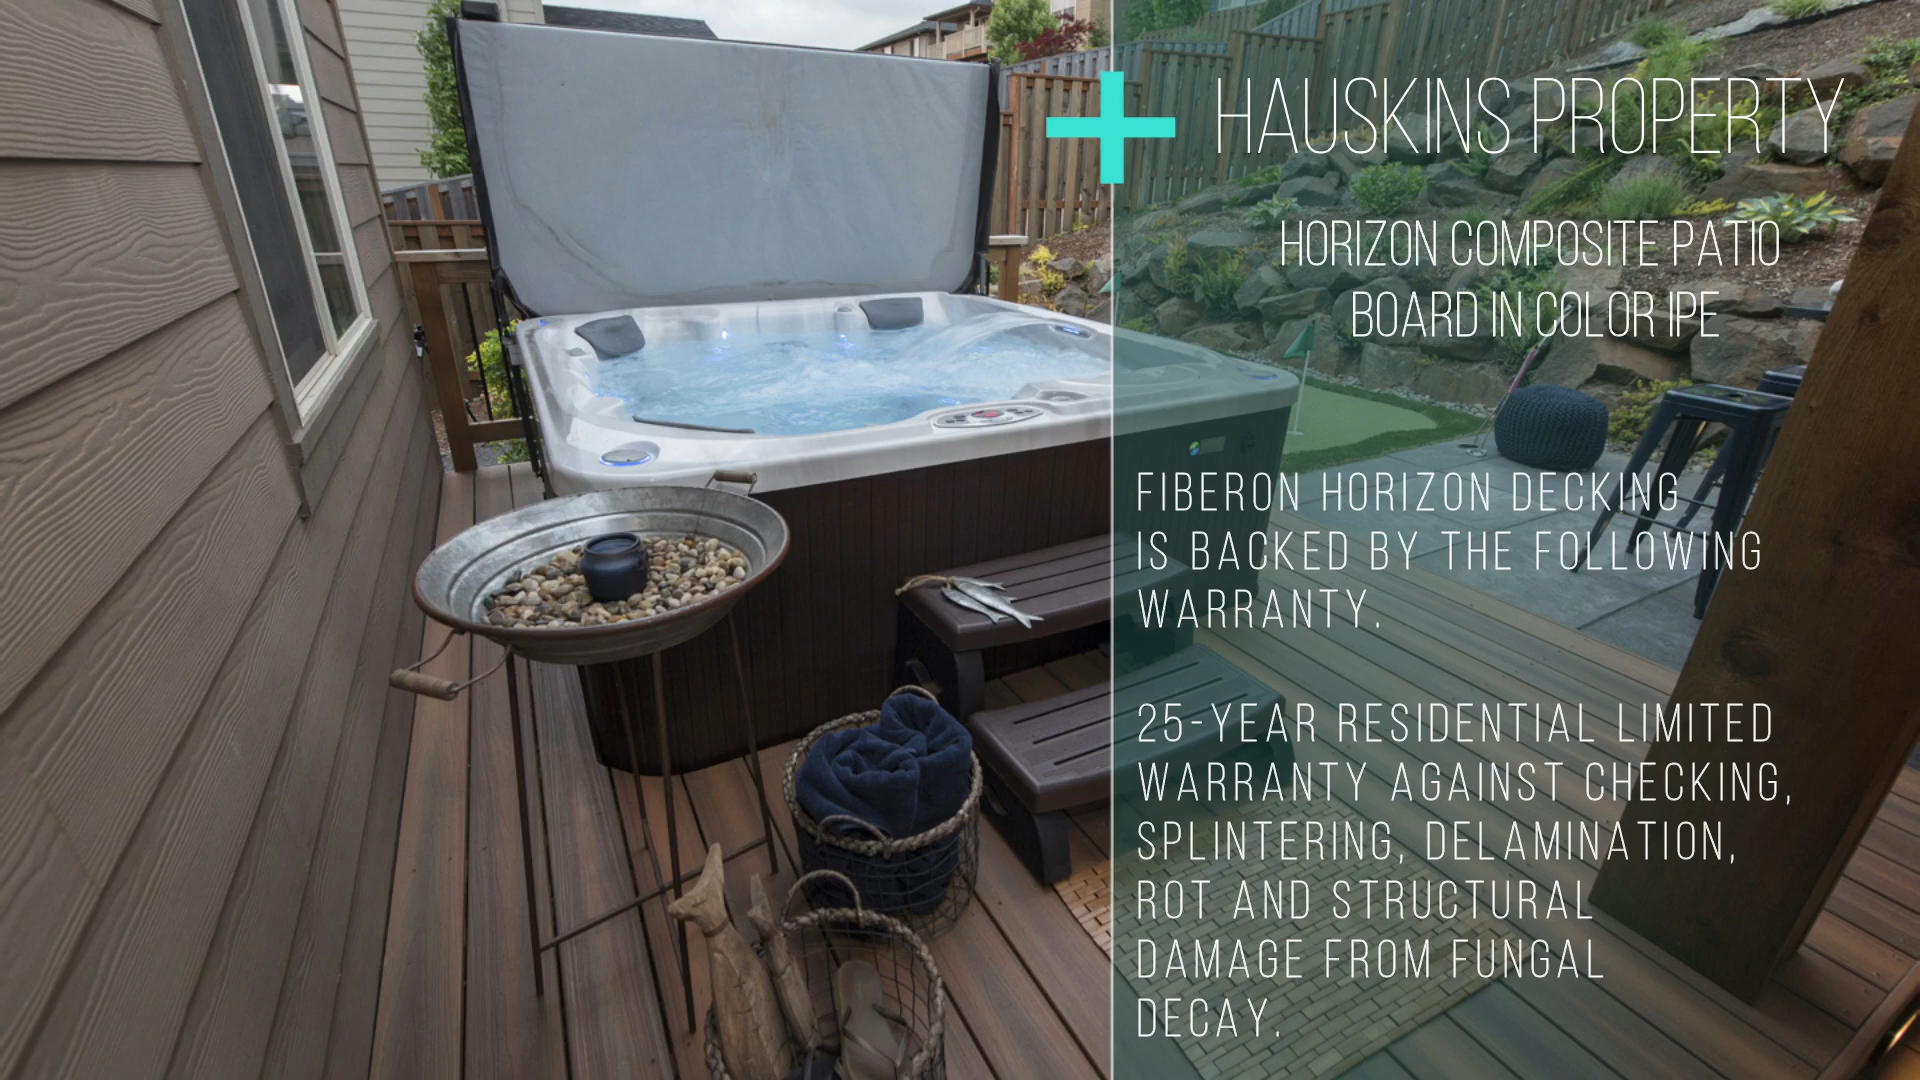 HAUSKINS PROPERTY
HORIZON COMPOSITE PATIO
BOARD IN COLOR IPE
FIBERON HORIZON DECKING
IS BACKED BY THE FOLLOWING
WARRANTY.
25-YEAR RESIDENTIAL LIMITED
WARRANTY AGAINST CHECKING,
SPLINTERING, DELAMINATION,
ROT AND STRUCTURAL
DAMAGE FROM FUNGAL
DECAY.